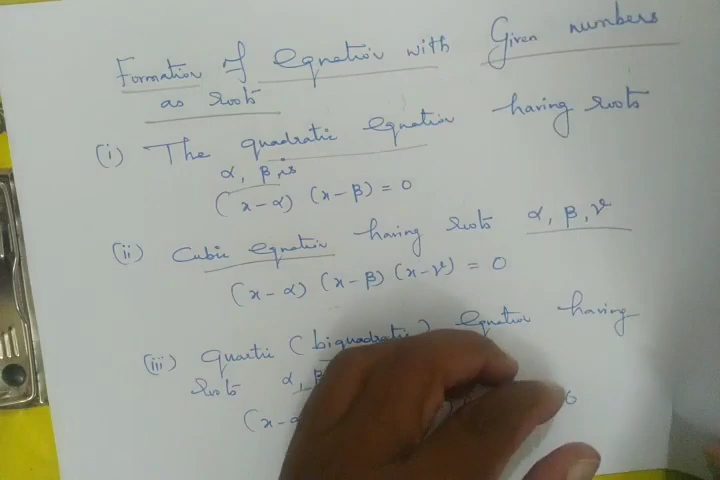 Formation of equation with Given numbers
as roots
(i) The quadratic equation having roots
α, β, is
(x-α) (x-β) = 0
(ii) Cubic equation having roots α, β, γ
(x-α) (x-β) (x-γ) = 0
(iii) quartic (biquadratic) equation having
roots α, β
(x-α